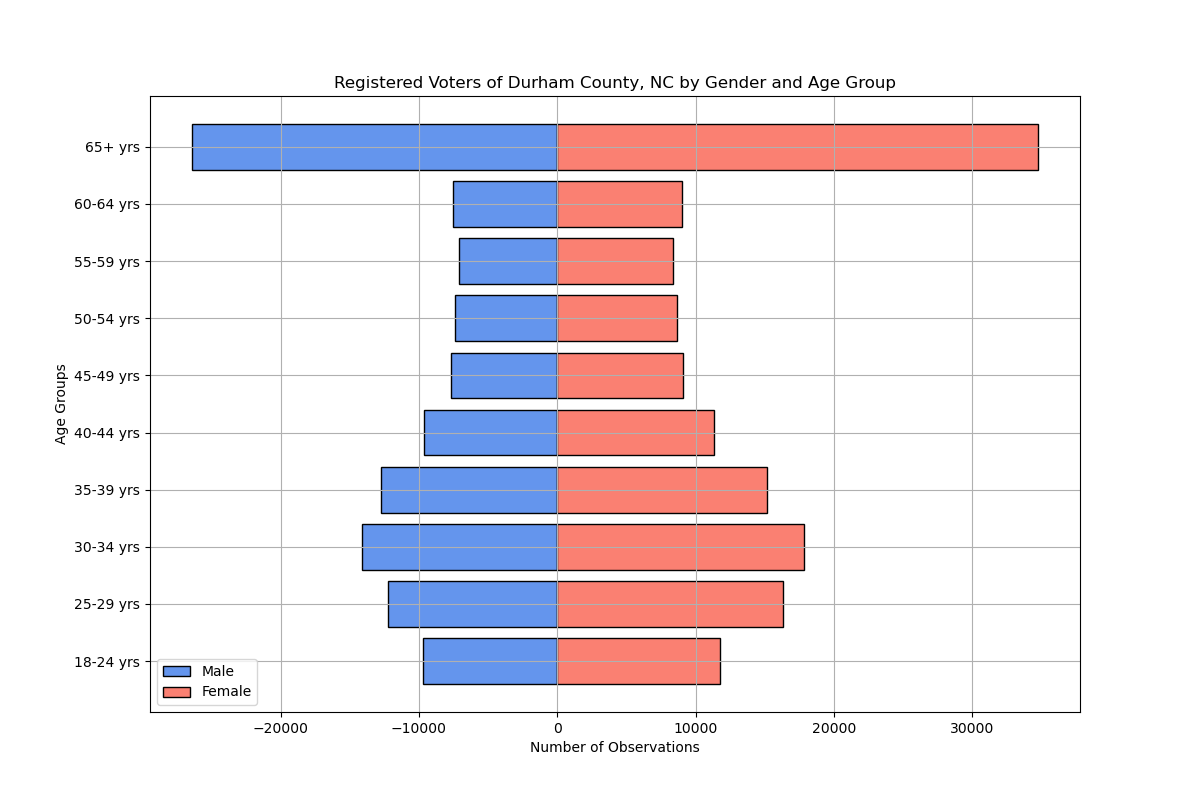 Registered Voters of Durham County, NC by Gender and Age Group
Age Groups
65+ yrs
60-64 yrs
55-59 yrs
50-54 yrs
45-49 yrs
40-44 yrs
35-39 yrs
30-34 yrs
25-29 yrs
18-24 yrs
Male
Female
−20000 −10000 0 10000 20000 30000
Number of Observations